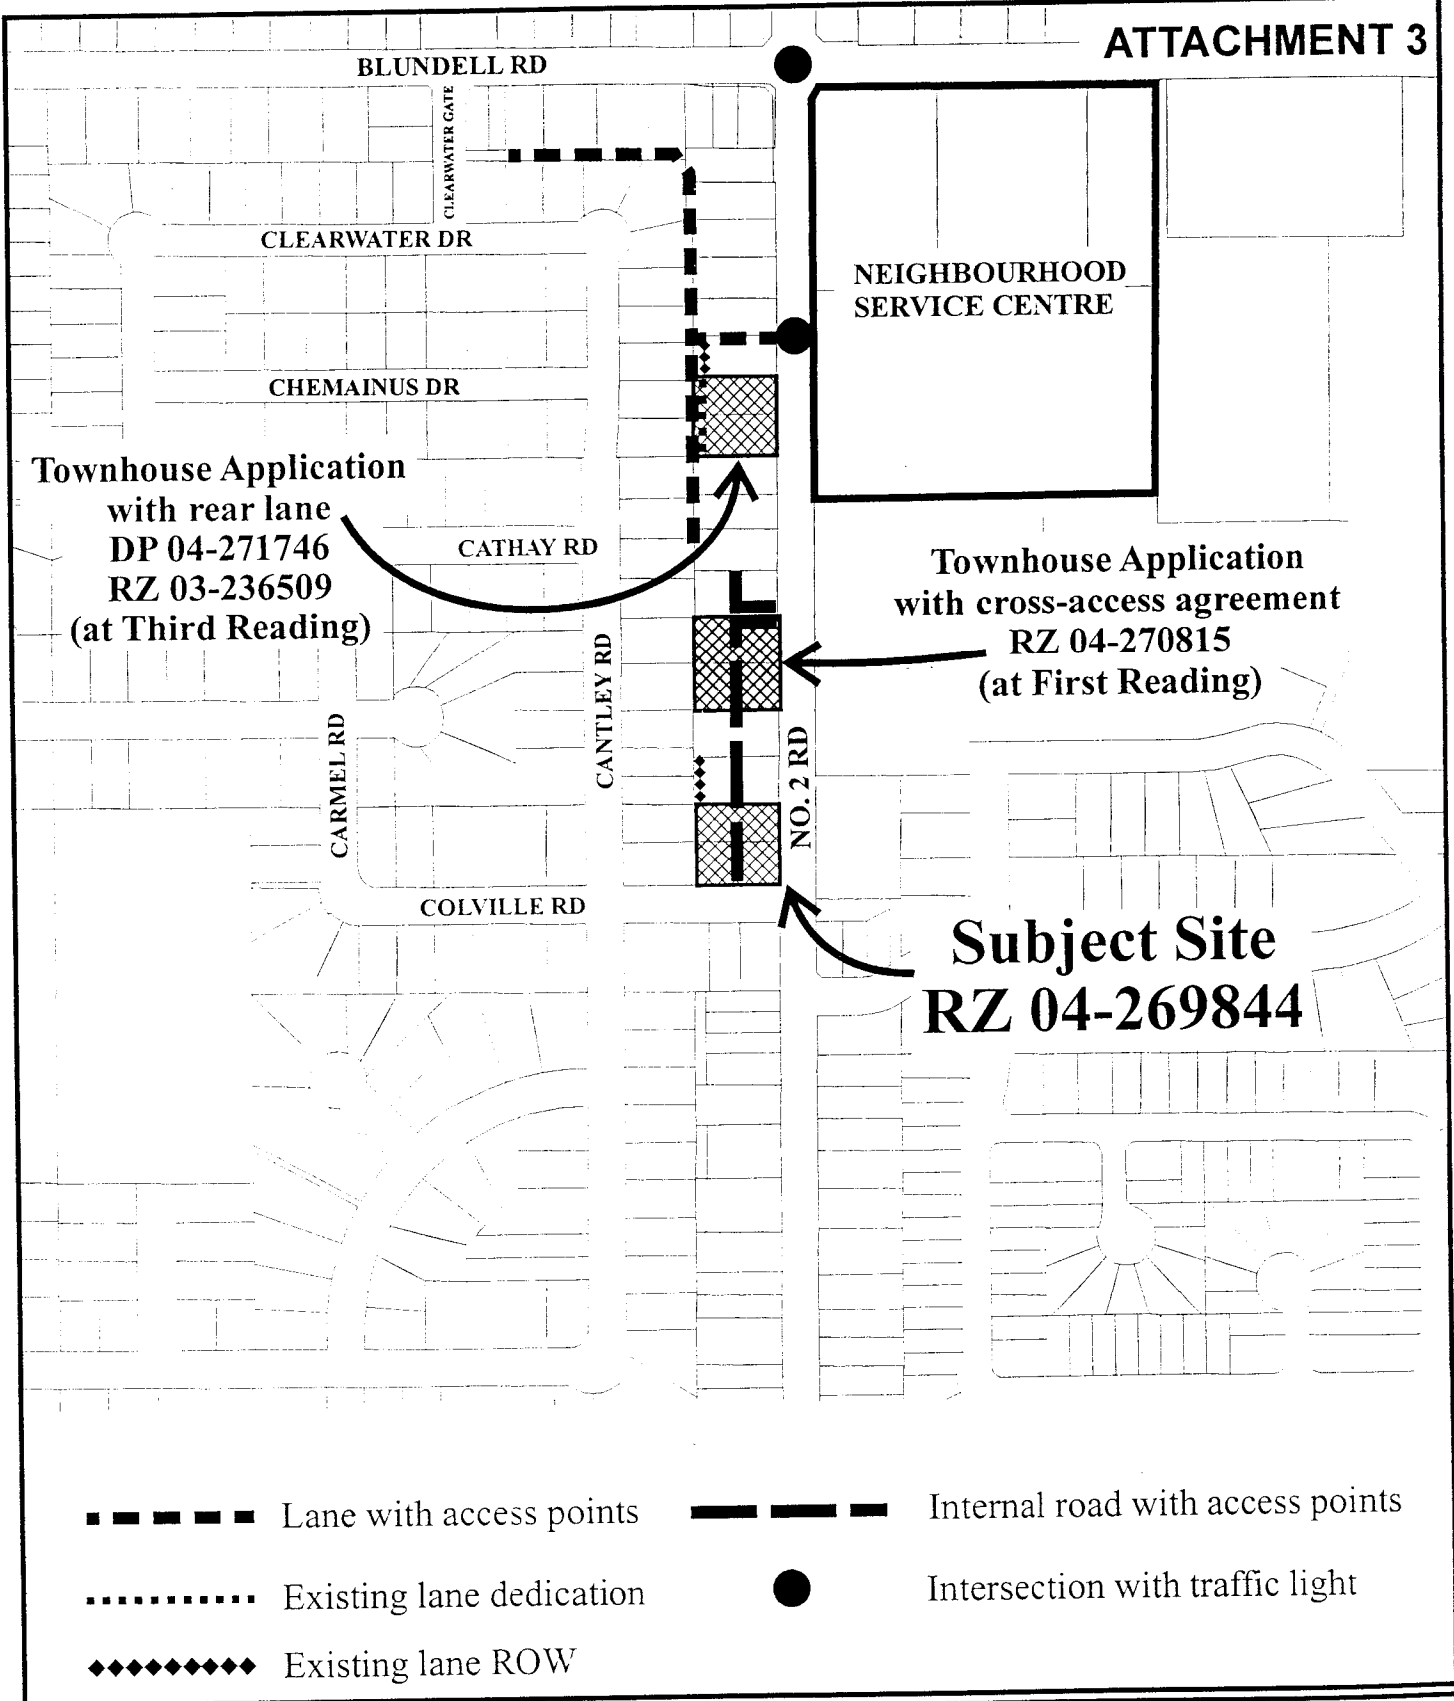 ATTACHMENT 3
BLUNDELL RD
CLEARWATER GATE
CLEARWATER DR
NEIGHBOURHOOD
SERVICE CENTRE
CHEMAINUS DR
Townhouse Application
with rear lane
DP 04-271746
RZ 03-236509
(at Third Reading)
CATHAY RD
Townhouse Application
with cross-access agreement
RZ 04-270815
(at First Reading)
CANTLEY RD
CARMEL RD
NO. 2 RD
COLVILLE RD
Subject Site
RZ 04-269844
Lane with access points
Internal road with access points
Existing lane dedication
Intersection with traffic light
Existing lane ROW